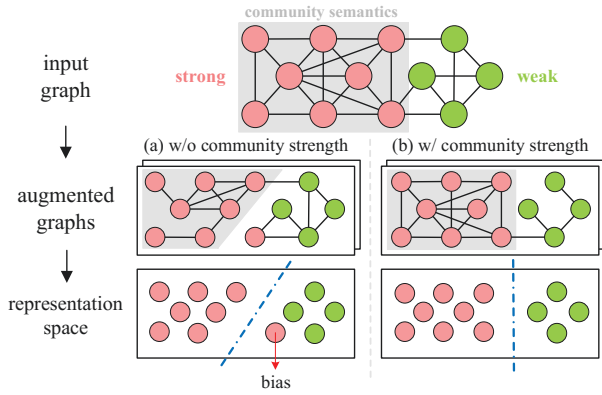 community semantics
input
graph
strong
weak
(a) w/o community strength
(b) w/ community strength
augmented
graphs
representation
space
bias